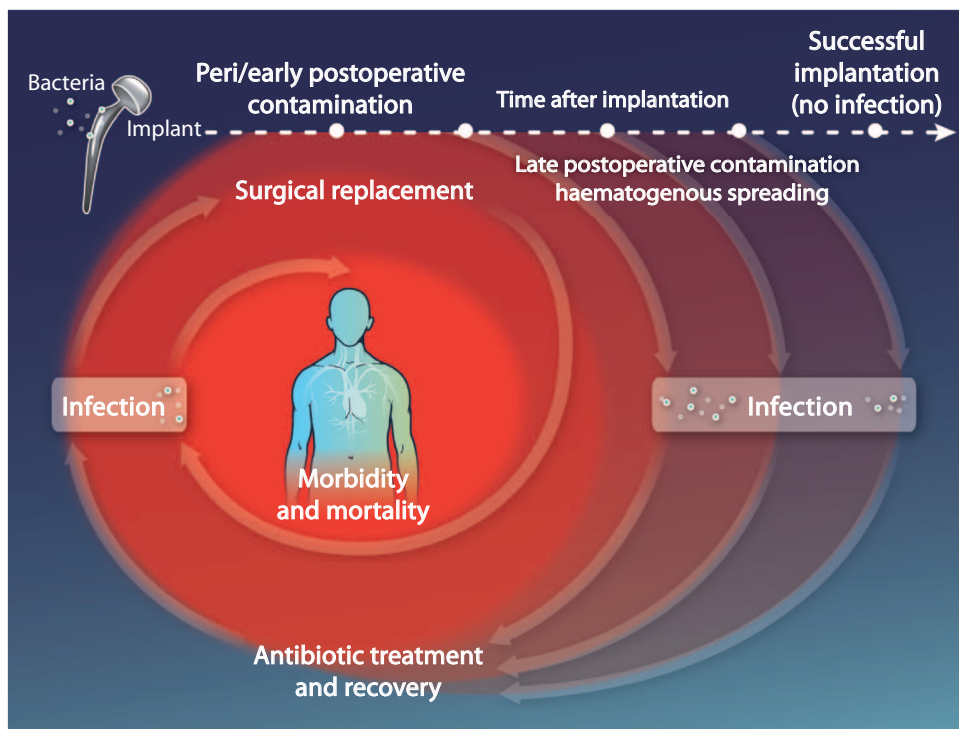 Bacteria
Implant
Peri/early postoperative
contamination
Time after implantation
Successful
implantation
(no infection)
Late postoperative contamination
haematogenous spreading
Surgical replacement
Infection
Infection
Morbidity
and mortality
Antibiotic treatment
and recovery